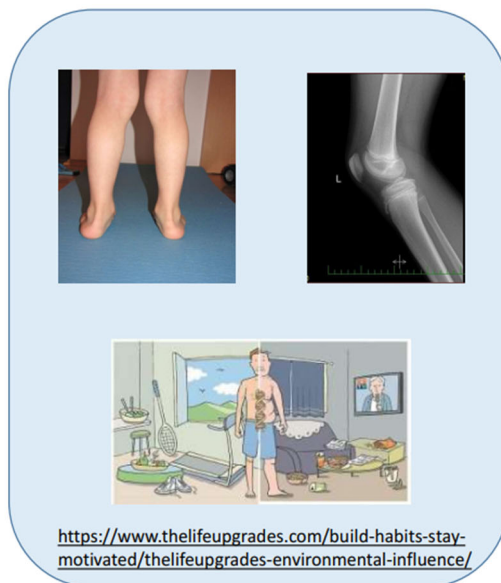 L
https://www.thelifeupgrades.com/build-habits-stay-
motivated/thelifeupgrades-environmental-influence/